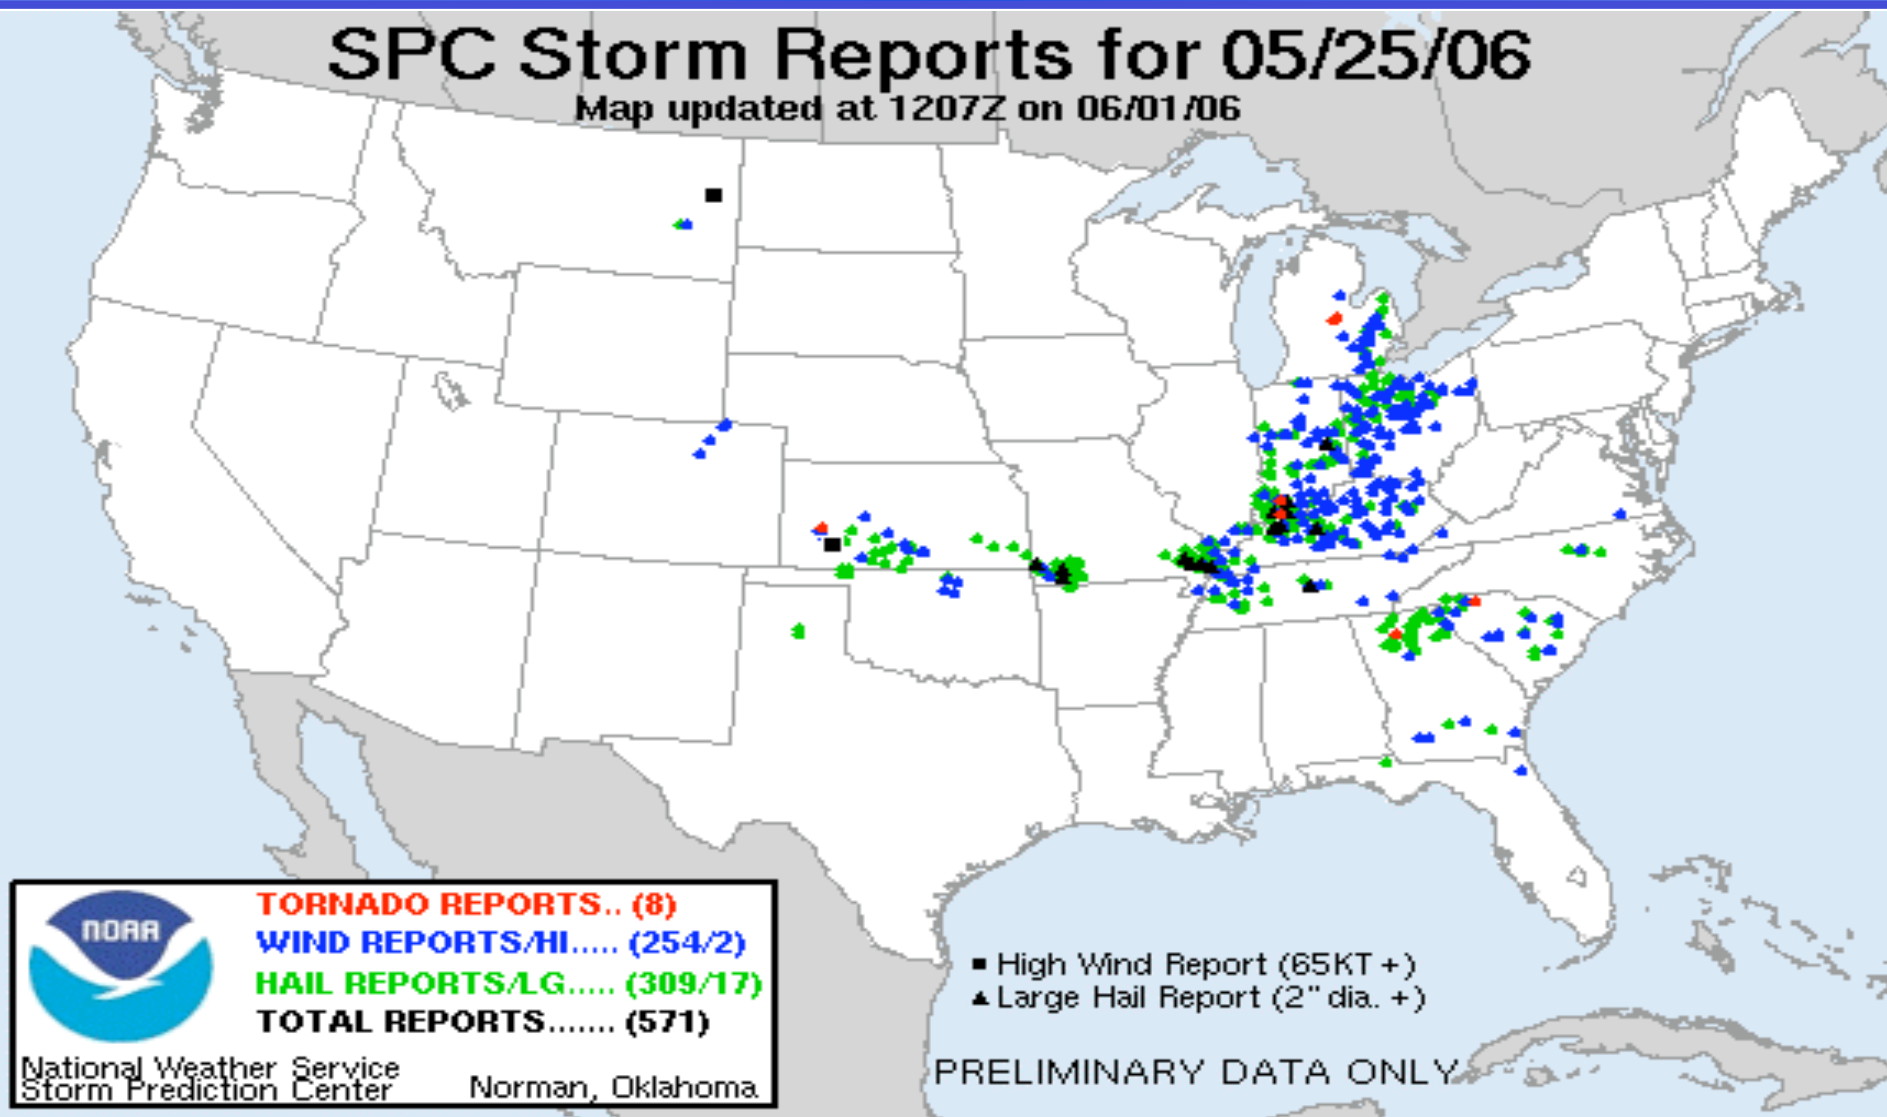 SPC Storm Reports for 05/25/06
Map updated at 1207Z on 06/01/06
NOAA
TORNADO REPORTS.. (8)
WIND REPORTS/HI..... (254/2)
HAIL REPORTS/LG..... (309/17)
TOTAL REPORTS....... (571)
National Weather Service
Storm Prediction Center
Norman, Oklahoma
High Wind Report (65KT +)
Large Hail Report (2" dia. +)
PRELIMINARY DATA ONLY